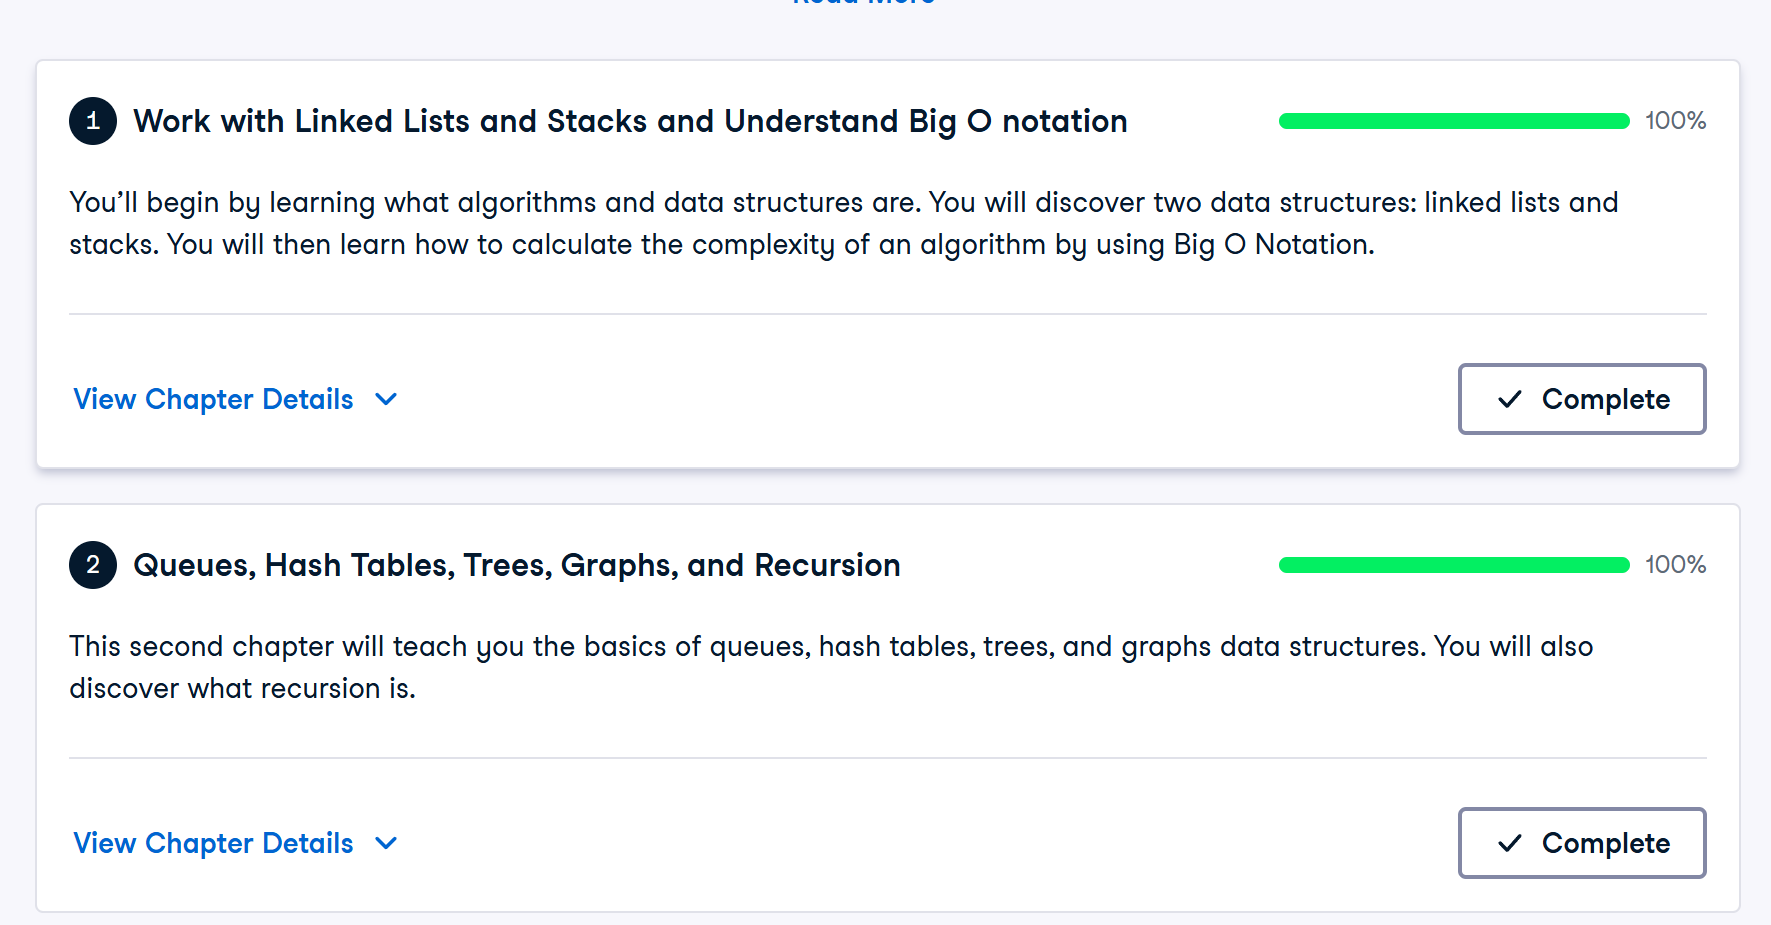 Read More
1 Work with Linked Lists and Stacks and Understand Big O notation 100%
You’ll begin by learning what algorithms and data structures are. You will discover two data structures: linked lists and
stacks. You will then learn how to calculate the complexity of an algorithm by using Big O Notation.
View Chapter Details
Complete
2 Queues, Hash Tables, Trees, Graphs, and Recursion 100%
This second chapter will teach you the basics of queues, hash tables, trees, and graphs data structures. You will also
discover what recursion is.
View Chapter Details
Complete